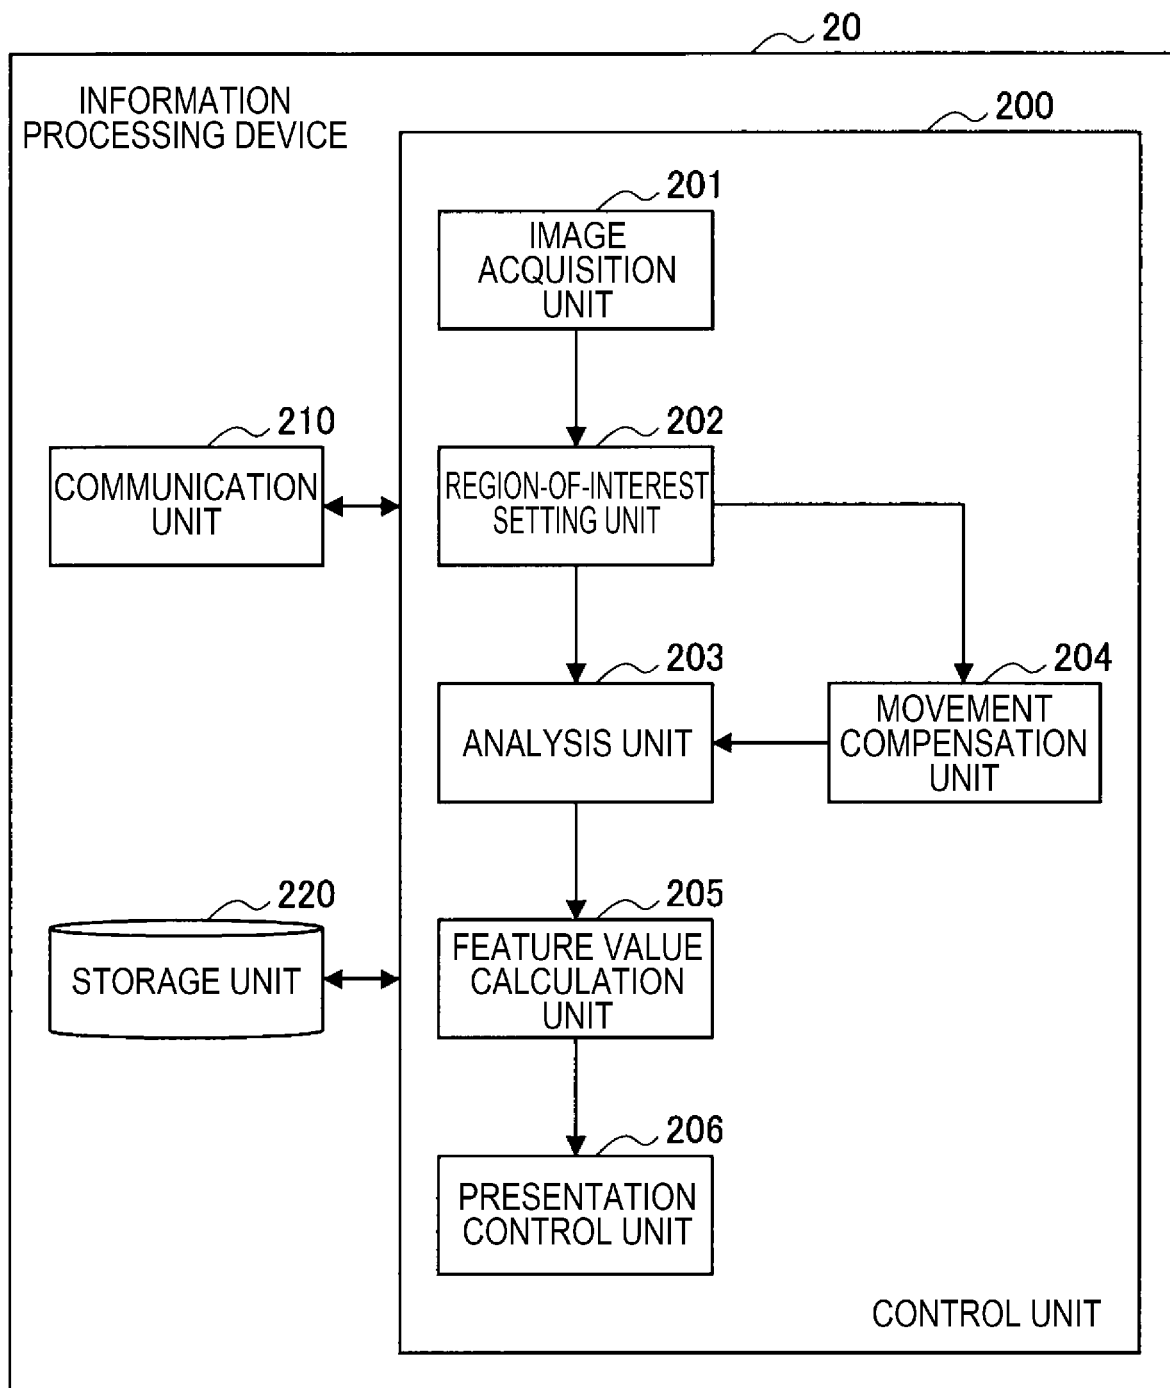 20
INFORMATION
PROCESSING DEVICE
200
201
IMAGE
ACQUISITION
UNIT
210
COMMUNICATION
UNIT
202
REGION-OF-INTEREST
SETTING UNIT
203
ANALYSIS UNIT
204
MOVEMENT
COMPENSATION
UNIT
220
STORAGE UNIT
205
FEATURE VALUE
CALCULATION
UNIT
206
PRESENTATION
CONTROL UNIT
CONTROL UNIT